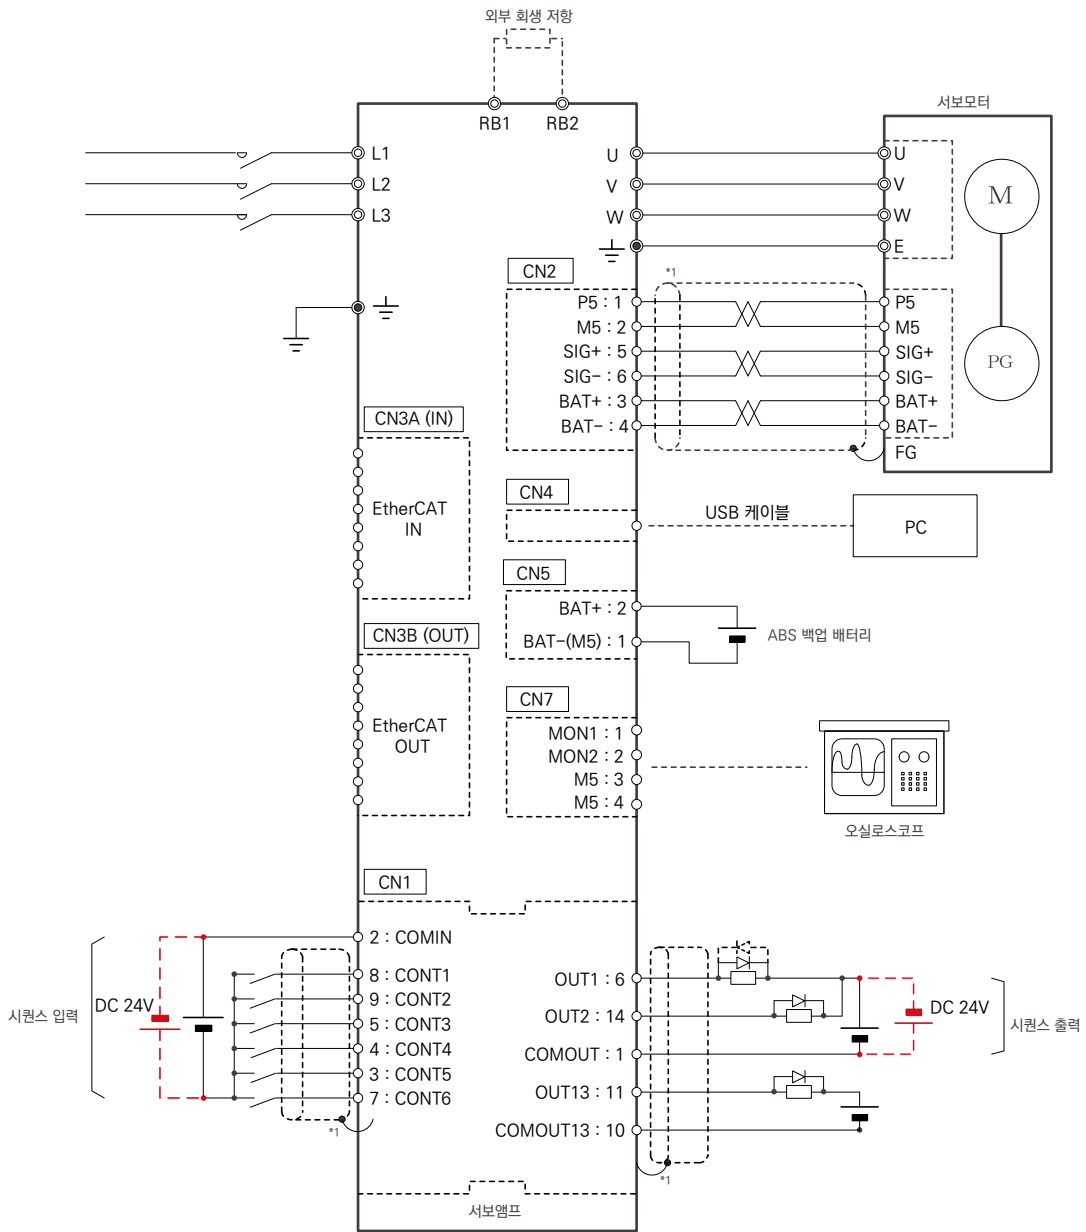 외부 회생 저항
RB1 RB2
서보모터
L1
L2
L3
U
V
W
U
V
W
E
M
CN2
*1
P5 : 1
M5 : 2
SIG+ : 5
SIG− : 6
BAT+ : 3
BAT− : 4
P5
M5
SIG+
SIG−
BAT+
BAT−
FG
PG
CN3A (IN)
EtherCAT
IN
CN4
USB 케이블
PC
CN5
BAT+ : 2
BAT−(M5) : 1
ABS 백업 배터리
CN3B (OUT)
EtherCAT
OUT
CN7
MON1 : 1
MON2 : 2
M5 : 3
M5 : 4
오실로스코프
CN1
2 : COMIN
8 : CONT1
9 : CONT2
5 : CONT3
4 : CONT4
3 : CONT5
7 : CONT6
시퀀스 입력
DC 24V
*1
OUT1 : 6
OUT2 : 14
COMOUT : 1
OUT13 : 11
COMOUT13 : 10
DC 24V
시퀀스 출력
*1
서보앰프